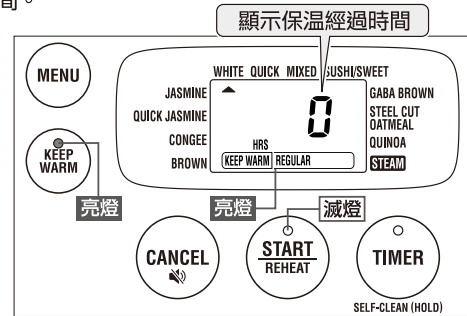 間。
顯示保温經過時間
MENU
WHITE QUICK MIXED SUSHI/SWEET
JASMINE
QUICK JASMINE
CONGEE
BROWN
0
HRS
KEEP WARM REGULAR
GABA BROWN
STEEL CUT
OATMEAL
QUINOA
STEAM
KEEP
WARM
亮燈
亮燈
滅燈
CANCEL
START
REHEAT
TIMER
SELF-CLEAN (HOLD)